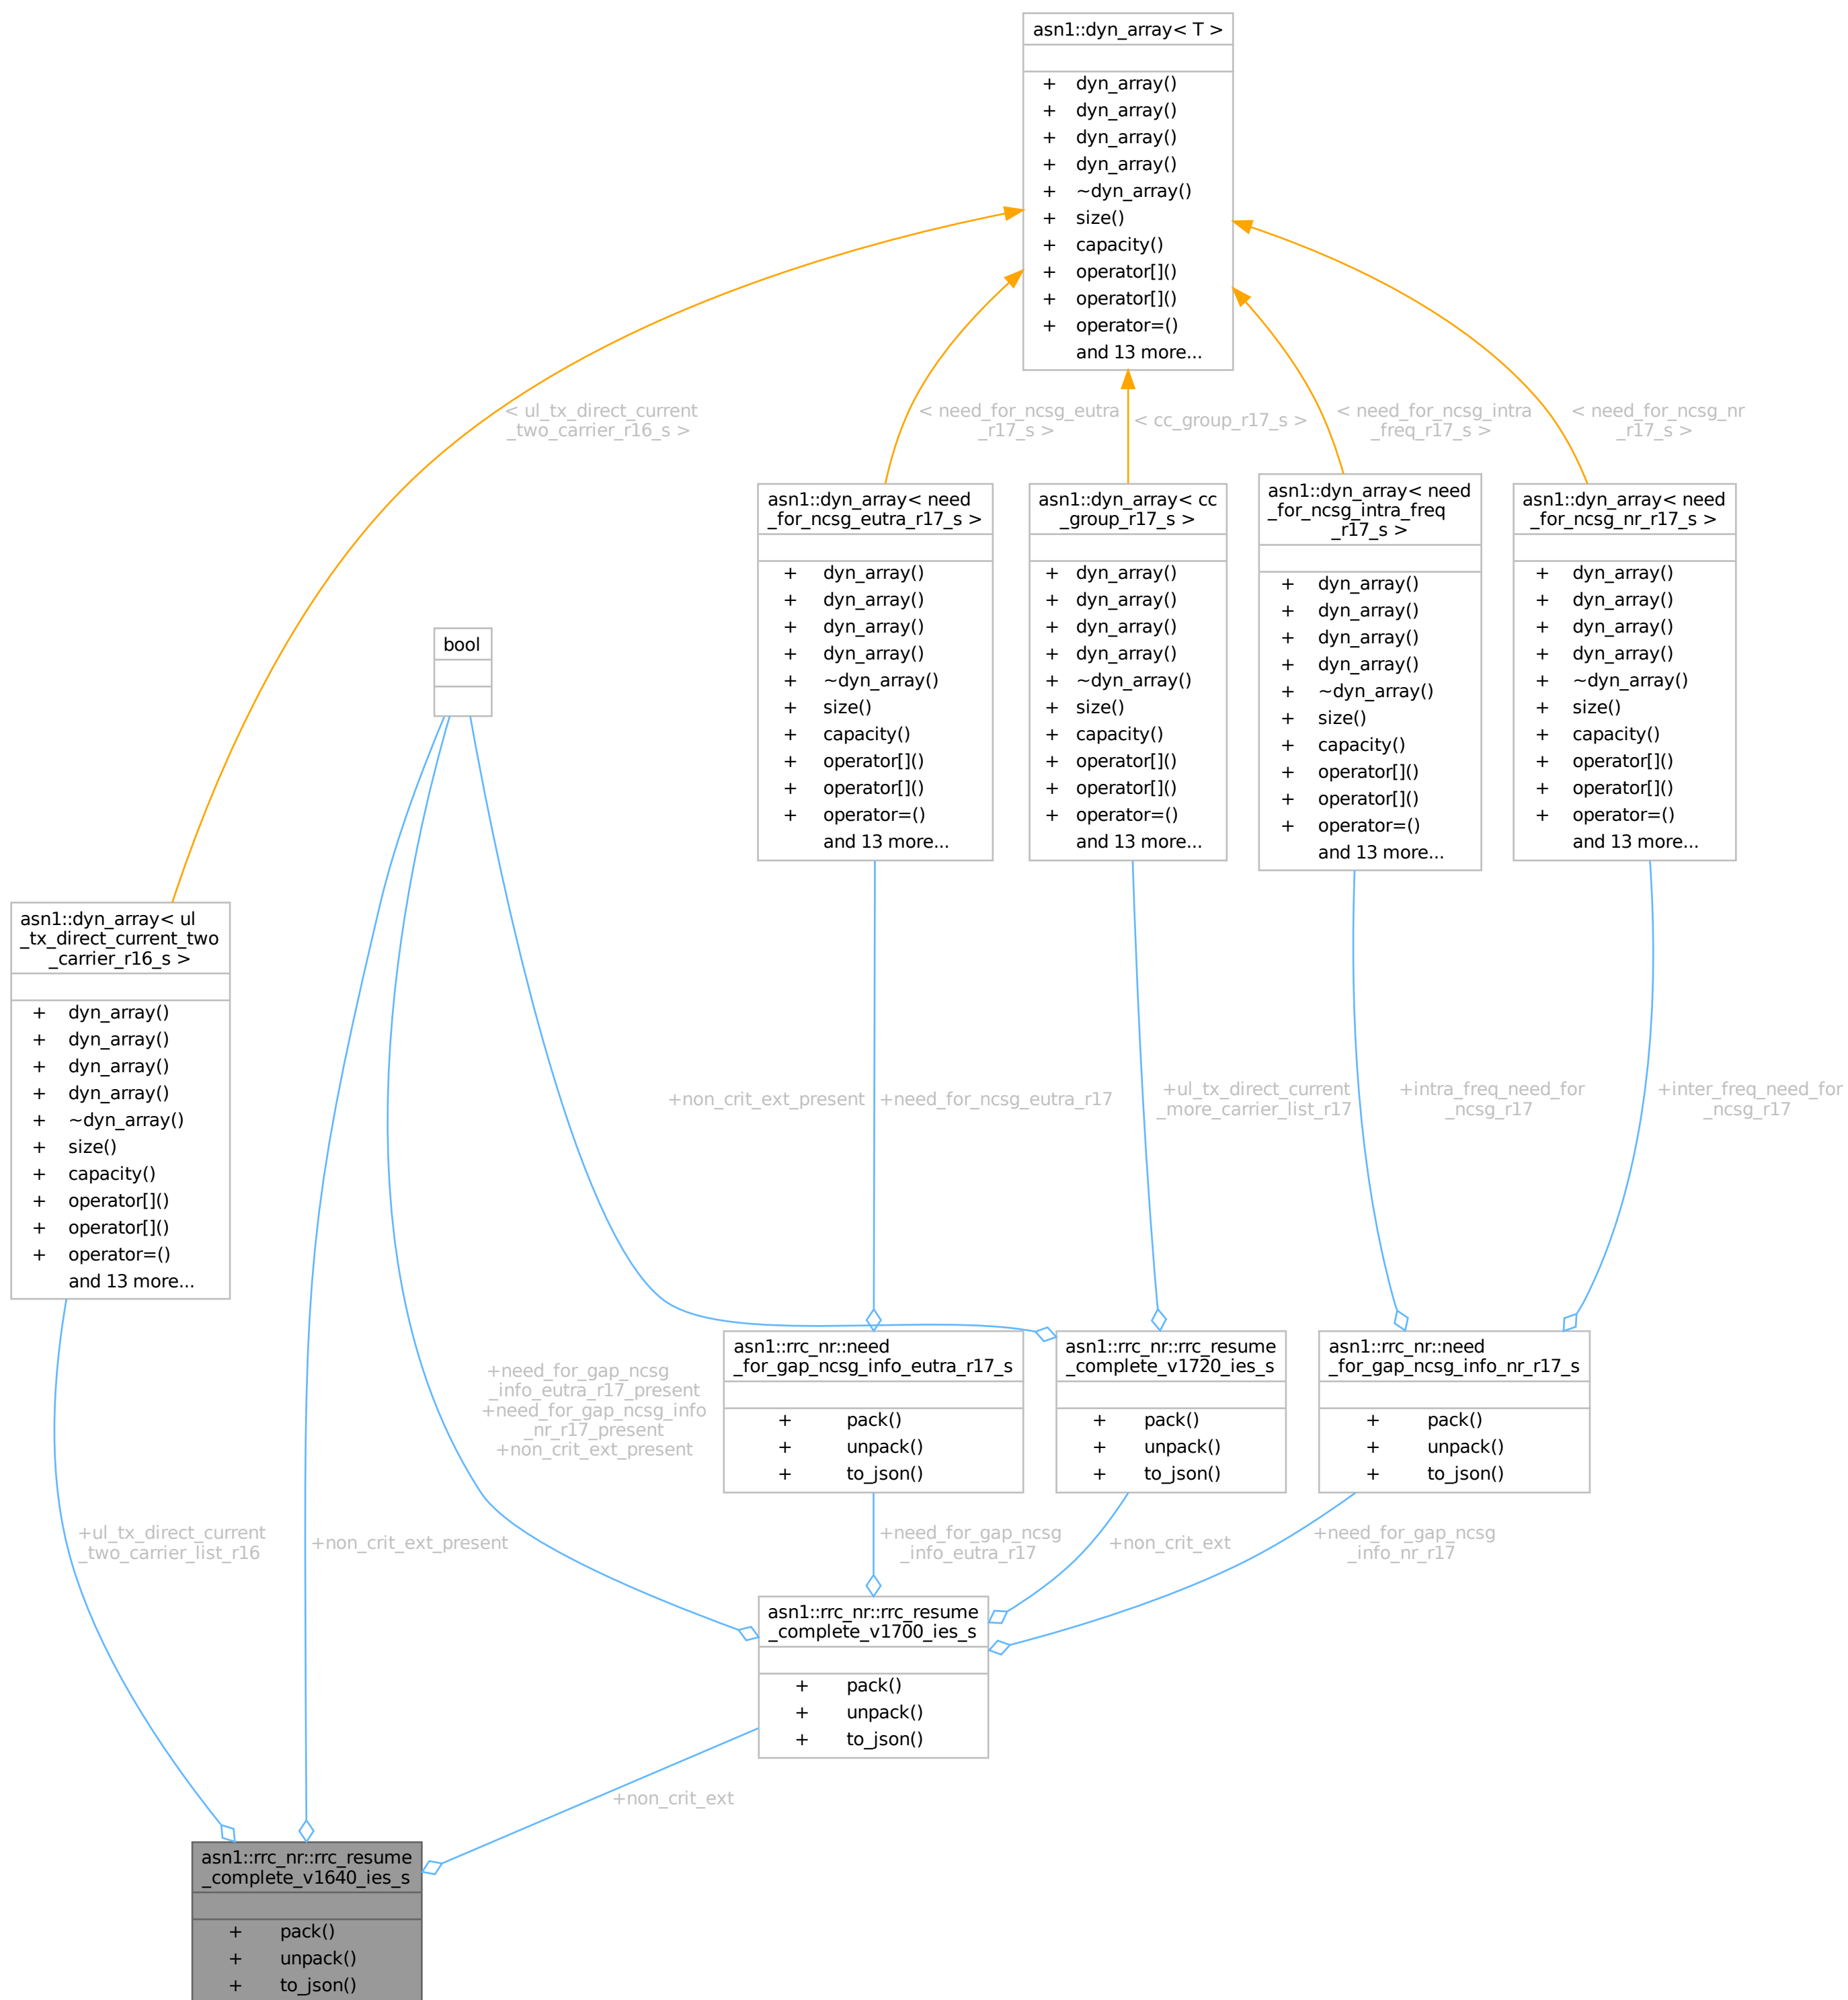 asn1::dyn_array< T >
+ dyn_array()
+ dyn_array()
+ dyn_array()
+ dyn_array()
+ ~dyn_array()
+ size()
+ capacity()
+ operator[]()
+ operator[]()
+ operator=()
and 13 more...
< ul_tx_direct_current
_two_carrier_r16_s >
< need_for_ncsg_eutra
_r17_s >
< cc_group_r17_s >
< need_for_ncsg_intra
_freq_r17_s >
< need_for_ncsg_nr
_r17_s >
asn1::dyn_array< need
_for_ncsg_eutra_r17_s >
+ dyn_array()
+ dyn_array()
+ dyn_array()
+ dyn_array()
+ ~dyn_array()
+ size()
+ capacity()
+ operator[]()
+ operator[]()
+ operator=()
and 13 more...
asn1::dyn_array< cc
_group_r17_s >
+ dyn_array()
+ dyn_array()
+ dyn_array()
+ dyn_array()
+ ~dyn_array()
+ size()
+ capacity()
+ operator[]()
+ operator[]()
+ operator=()
and 13 more...
asn1::dyn_array< need
_for_ncsg_intra_freq
_r17_s >
+ dyn_array()
+ dyn_array()
+ dyn_array()
+ dyn_array()
+ ~dyn_array()
+ size()
+ capacity()
+ operator[]()
+ operator[]()
+ operator=()
and 13 more...
asn1::dyn_array< need
_for_ncsg_nr_r17_s >
+ dyn_array()
+ dyn_array()
+ dyn_array()
+ dyn_array()
+ ~dyn_array()
+ size()
+ capacity()
+ operator[]()
+ operator[]()
+ operator=()
and 13 more...
bool
asn1::dyn_array< ul
_tx_direct_current_two
_carrier_r16_s >
+ dyn_array()
+ dyn_array()
+ dyn_array()
+ dyn_array()
+ ~dyn_array()
+ size()
+ capacity()
+ operator[]()
+ operator[]()
+ operator=()
and 13 more...
+non_crit_ext_present
+need_for_ncsg_eutra_r17
+ul_tx_direct_current
_more_carrier_list_r17
+intra_freq_need_for
_ncsg_r17
+inter_freq_need_for
_ncsg_r17
+need_for_gap_ncsg
_info_eutra_r17_present
+need_for_gap_ncsg_info
_nr_r17_present
+non_crit_ext_present
asn1::rrc_nr::need
_for_gap_ncsg_info_eutra_r17_s
+ pack()
+ unpack()
+ to_json()
asn1::rrc_nr::rrc_resume
_complete_v1720_ies_s
+ pack()
+ unpack()
+ to_json()
asn1::rrc_nr::need
_for_gap_ncsg_info_nr_r17_s
+ pack()
+ unpack()
+ to_json()
+ul_tx_direct_current
_two_carrier_list_r16
+non_crit_ext_present
+need_for_gap_ncsg
_info_eutra_r17
+non_crit_ext
+need_for_gap_ncsg
_info_nr_r17
asn1::rrc_nr::rrc_resume
_complete_v1700_ies_s
+ pack()
+ unpack()
+ to_json()
+non_crit_ext
asn1::rrc_nr::rrc_resume
_complete_v1640_ies_s
+ pack()
+ unpack()
+ to_json()